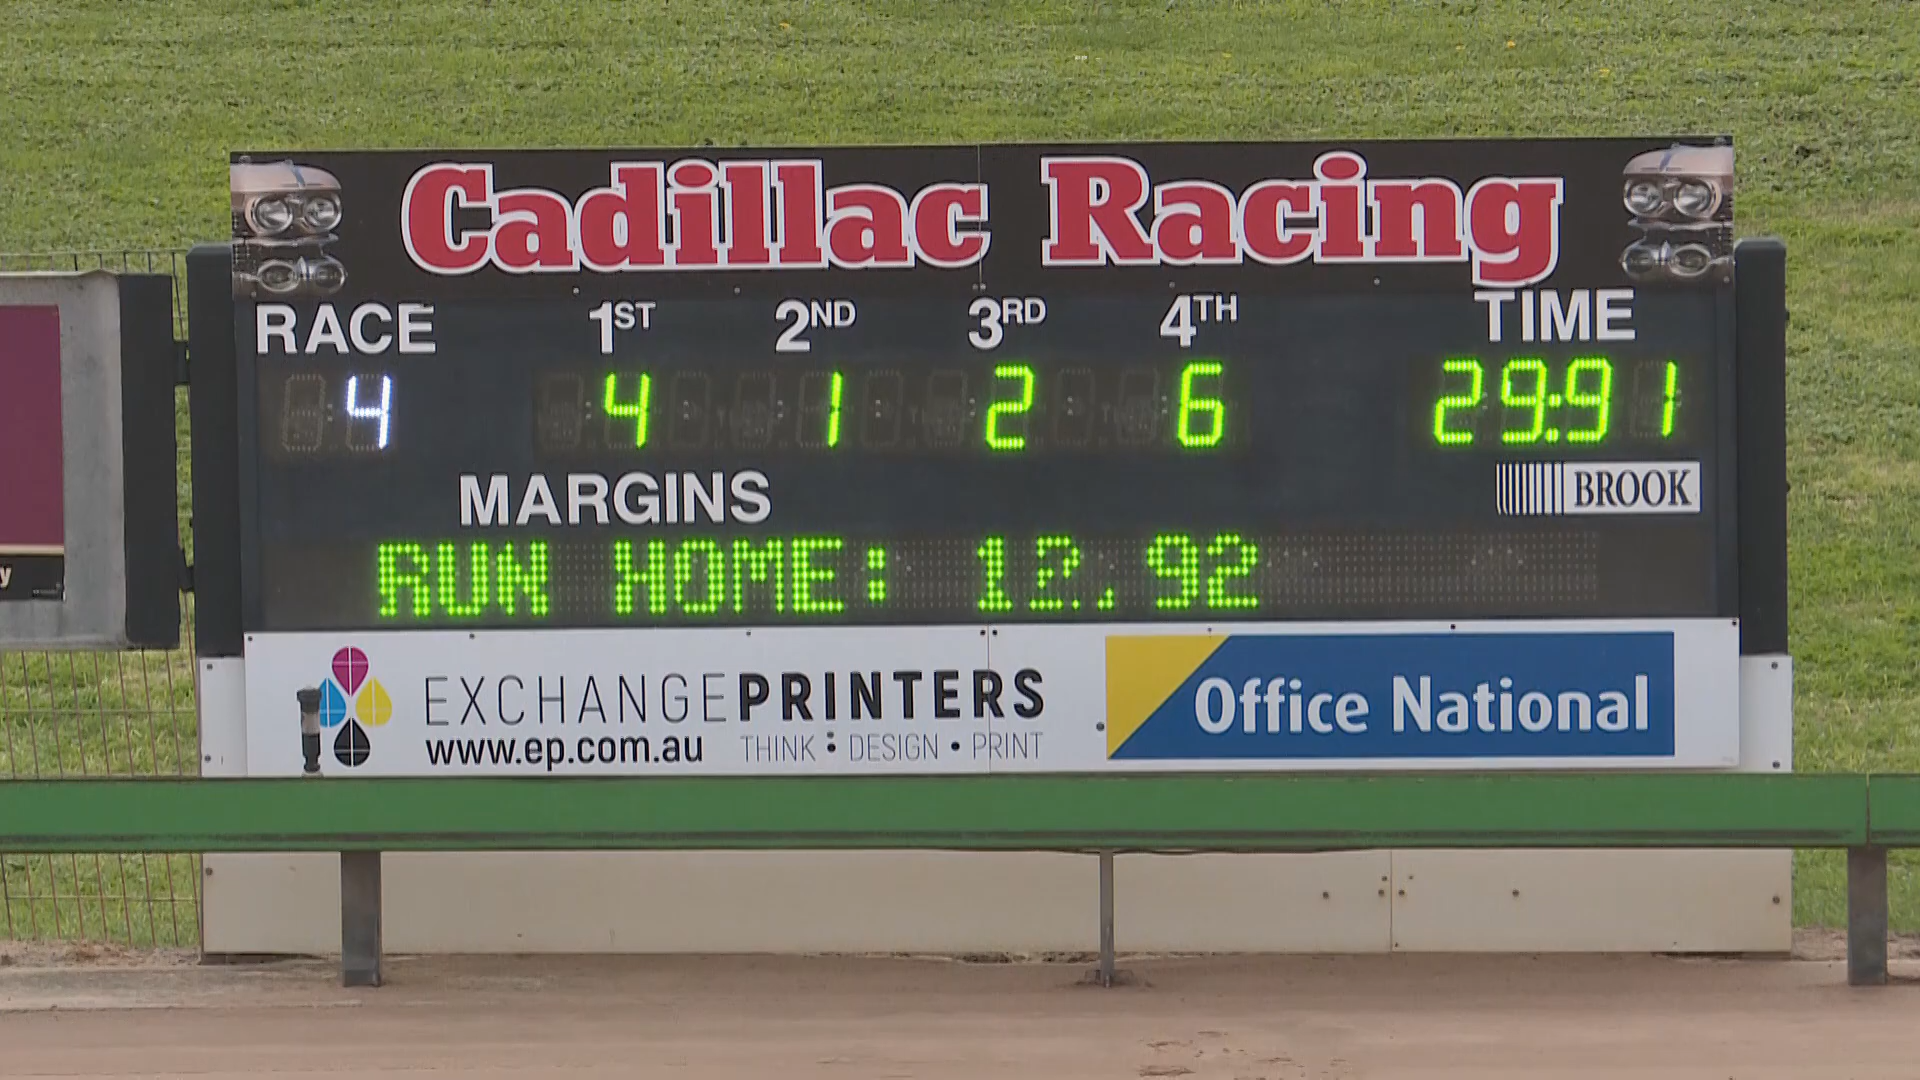 Cadillac Racing
RACE 1ST 2ND 3RD 4TH TIME
4 4 1 2 6 29:91
MARGINS
BROOK
RUN HOME: 12.92
EXCHANGEPRINTERS
www.ep.com.au THINK • DESIGN • PRINT
Office National
y